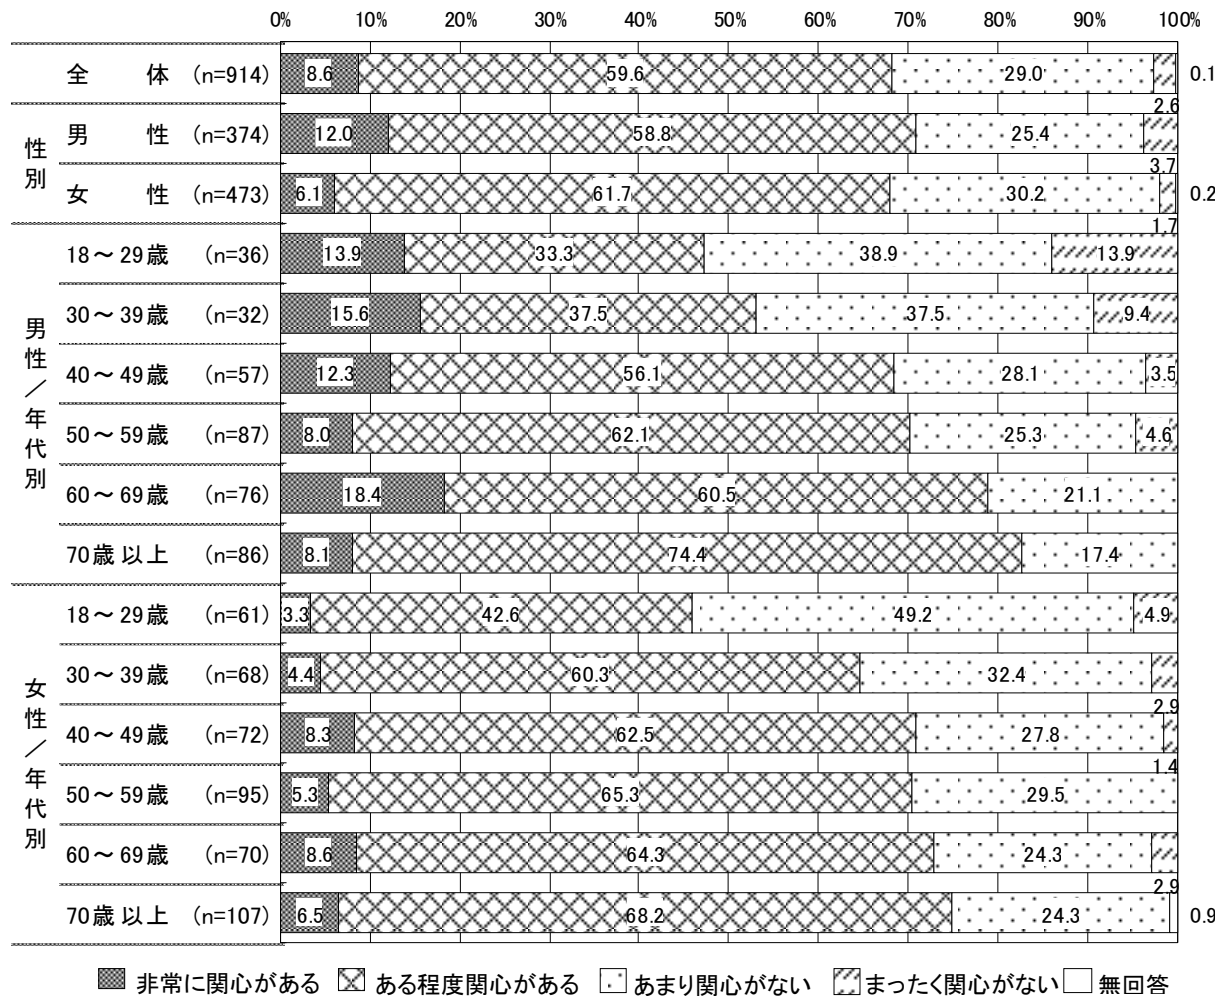 0% 10% 20% 30% 40% 50% 60% 70% 80% 90% 100%
全 体 (n=914) 8.6 59.6 29.0 2.6 0.1
性別
男 性 (n=374) 12.0 58.8 25.4 3.7
女 性 (n=473) 6.1 61.7 30.2 1.7 0.2
男性/年代別
18～29歳 (n=36) 13.9 33.3 38.9 13.9
30～39歳 (n=32) 15.6 37.5 37.5 9.4
40～49歳 (n=57) 12.3 56.1 28.1 3.5
50～59歳 (n=87) 8.0 62.1 25.3 4.6
60～69歳 (n=76) 18.4 60.5 21.1
70歳以上 (n=86) 8.1 74.4 17.4
女性/年代別
18～29歳 (n=61) 3.3 42.6 49.2 4.9
30～39歳 (n=68) 4.4 60.3 32.4 2.9
40～49歳 (n=72) 8.3 62.5 27.8 1.4
50～59歳 (n=95) 5.3 65.3 29.5
60～69歳 (n=70) 8.6 64.3 24.3 2.9
70歳以上 (n=107) 6.5 68.2 24.3 0.9
非常に関心がある ある程度関心がある あまり関心がない まったく関心がない 無回答